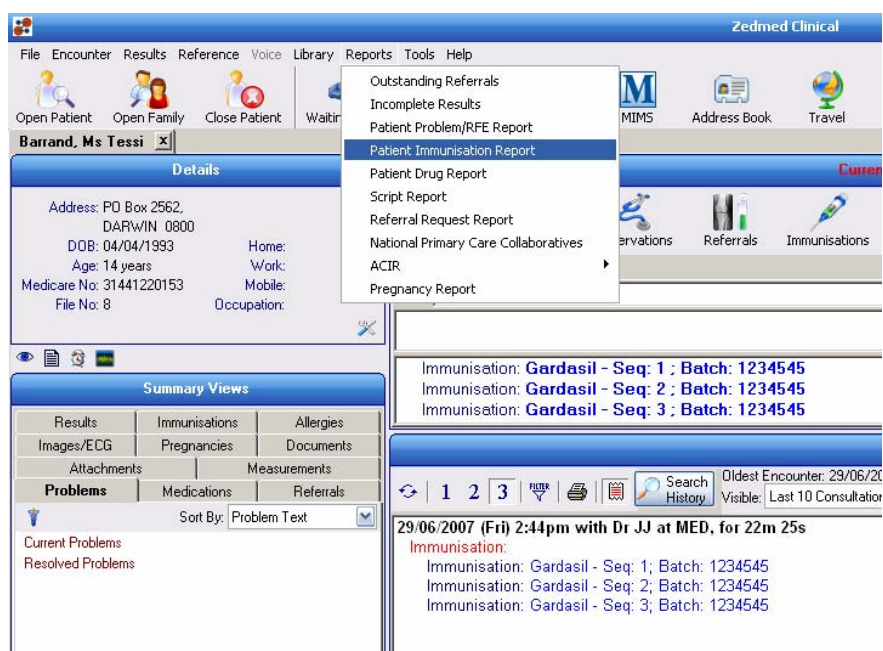 Zedmed Clinical
File Encounter Results Reference Voice Library Reports Tools Help
Open Patient Open Family Close Patient MIMS Address Book Travel
Outstanding Referrals
Incomplete Results
Patient Problem/RFE Report
Patient Immunisation Report
Patient Drug Report
Script Report
Referral Request Report
National Primary Care Collaboratives
ACIR
Pregnancy Report
Barrand, Ms Tessi x
Details
Address: PO Box 2562,
DARWIN 0800
DOB: 04/04/1993 Home:
Age: 14 years Work:
Medicare No: 31441220153 Mobile:
File No: 8 Occupation:
Referrals Immunisations
Immunisation: Gardasil - Seq: 1 ; Batch: 1234545
Immunisation: Gardasil - Seq: 2 ; Batch: 1234545
Immunisation: Gardasil - Seq: 3 ; Batch: 1234545
Summary Views
Results Immunisations Allergies
Images/ECG Pregnancies Documents
Attachments Measurements
Problems Medications Referrals
Sort By: Problem Text
Current Problems
Resolved Problems
1 2 3 FILTER Search History
Oldest Encounter: 29/06/20
Visible: Last 10 Consultation
29/06/2007 (Fri) 2:44pm with Dr JJ at MED, for 22m 25s
Immunisation:
Immunisation: Gardasil - Seq: 1; Batch: 1234545
Immunisation: Gardasil - Seq: 2; Batch: 1234545
Immunisation: Gardasil - Seq: 3; Batch: 1234545